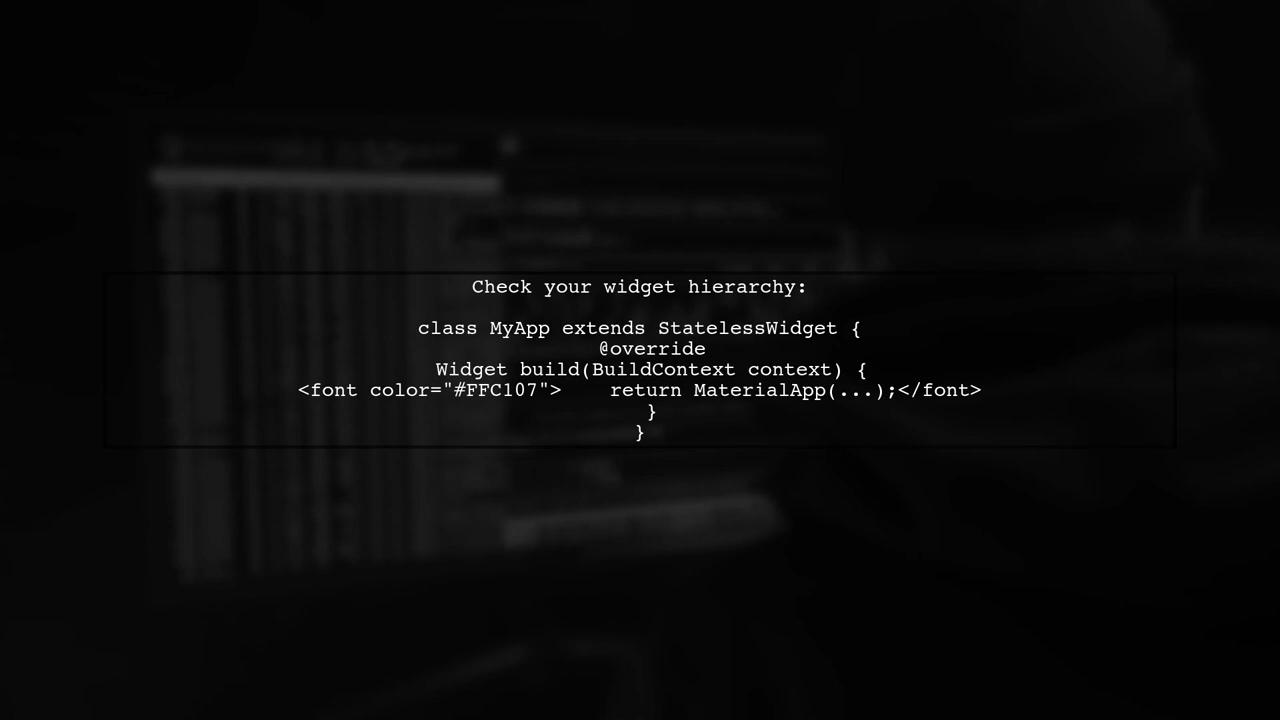 Check your widget hierarchy:
class MyApp extends StatelessWidget {
@override
Widget build(BuildContext context) {
<font color="#FFC107">    return MaterialApp(...);</font>
}
}